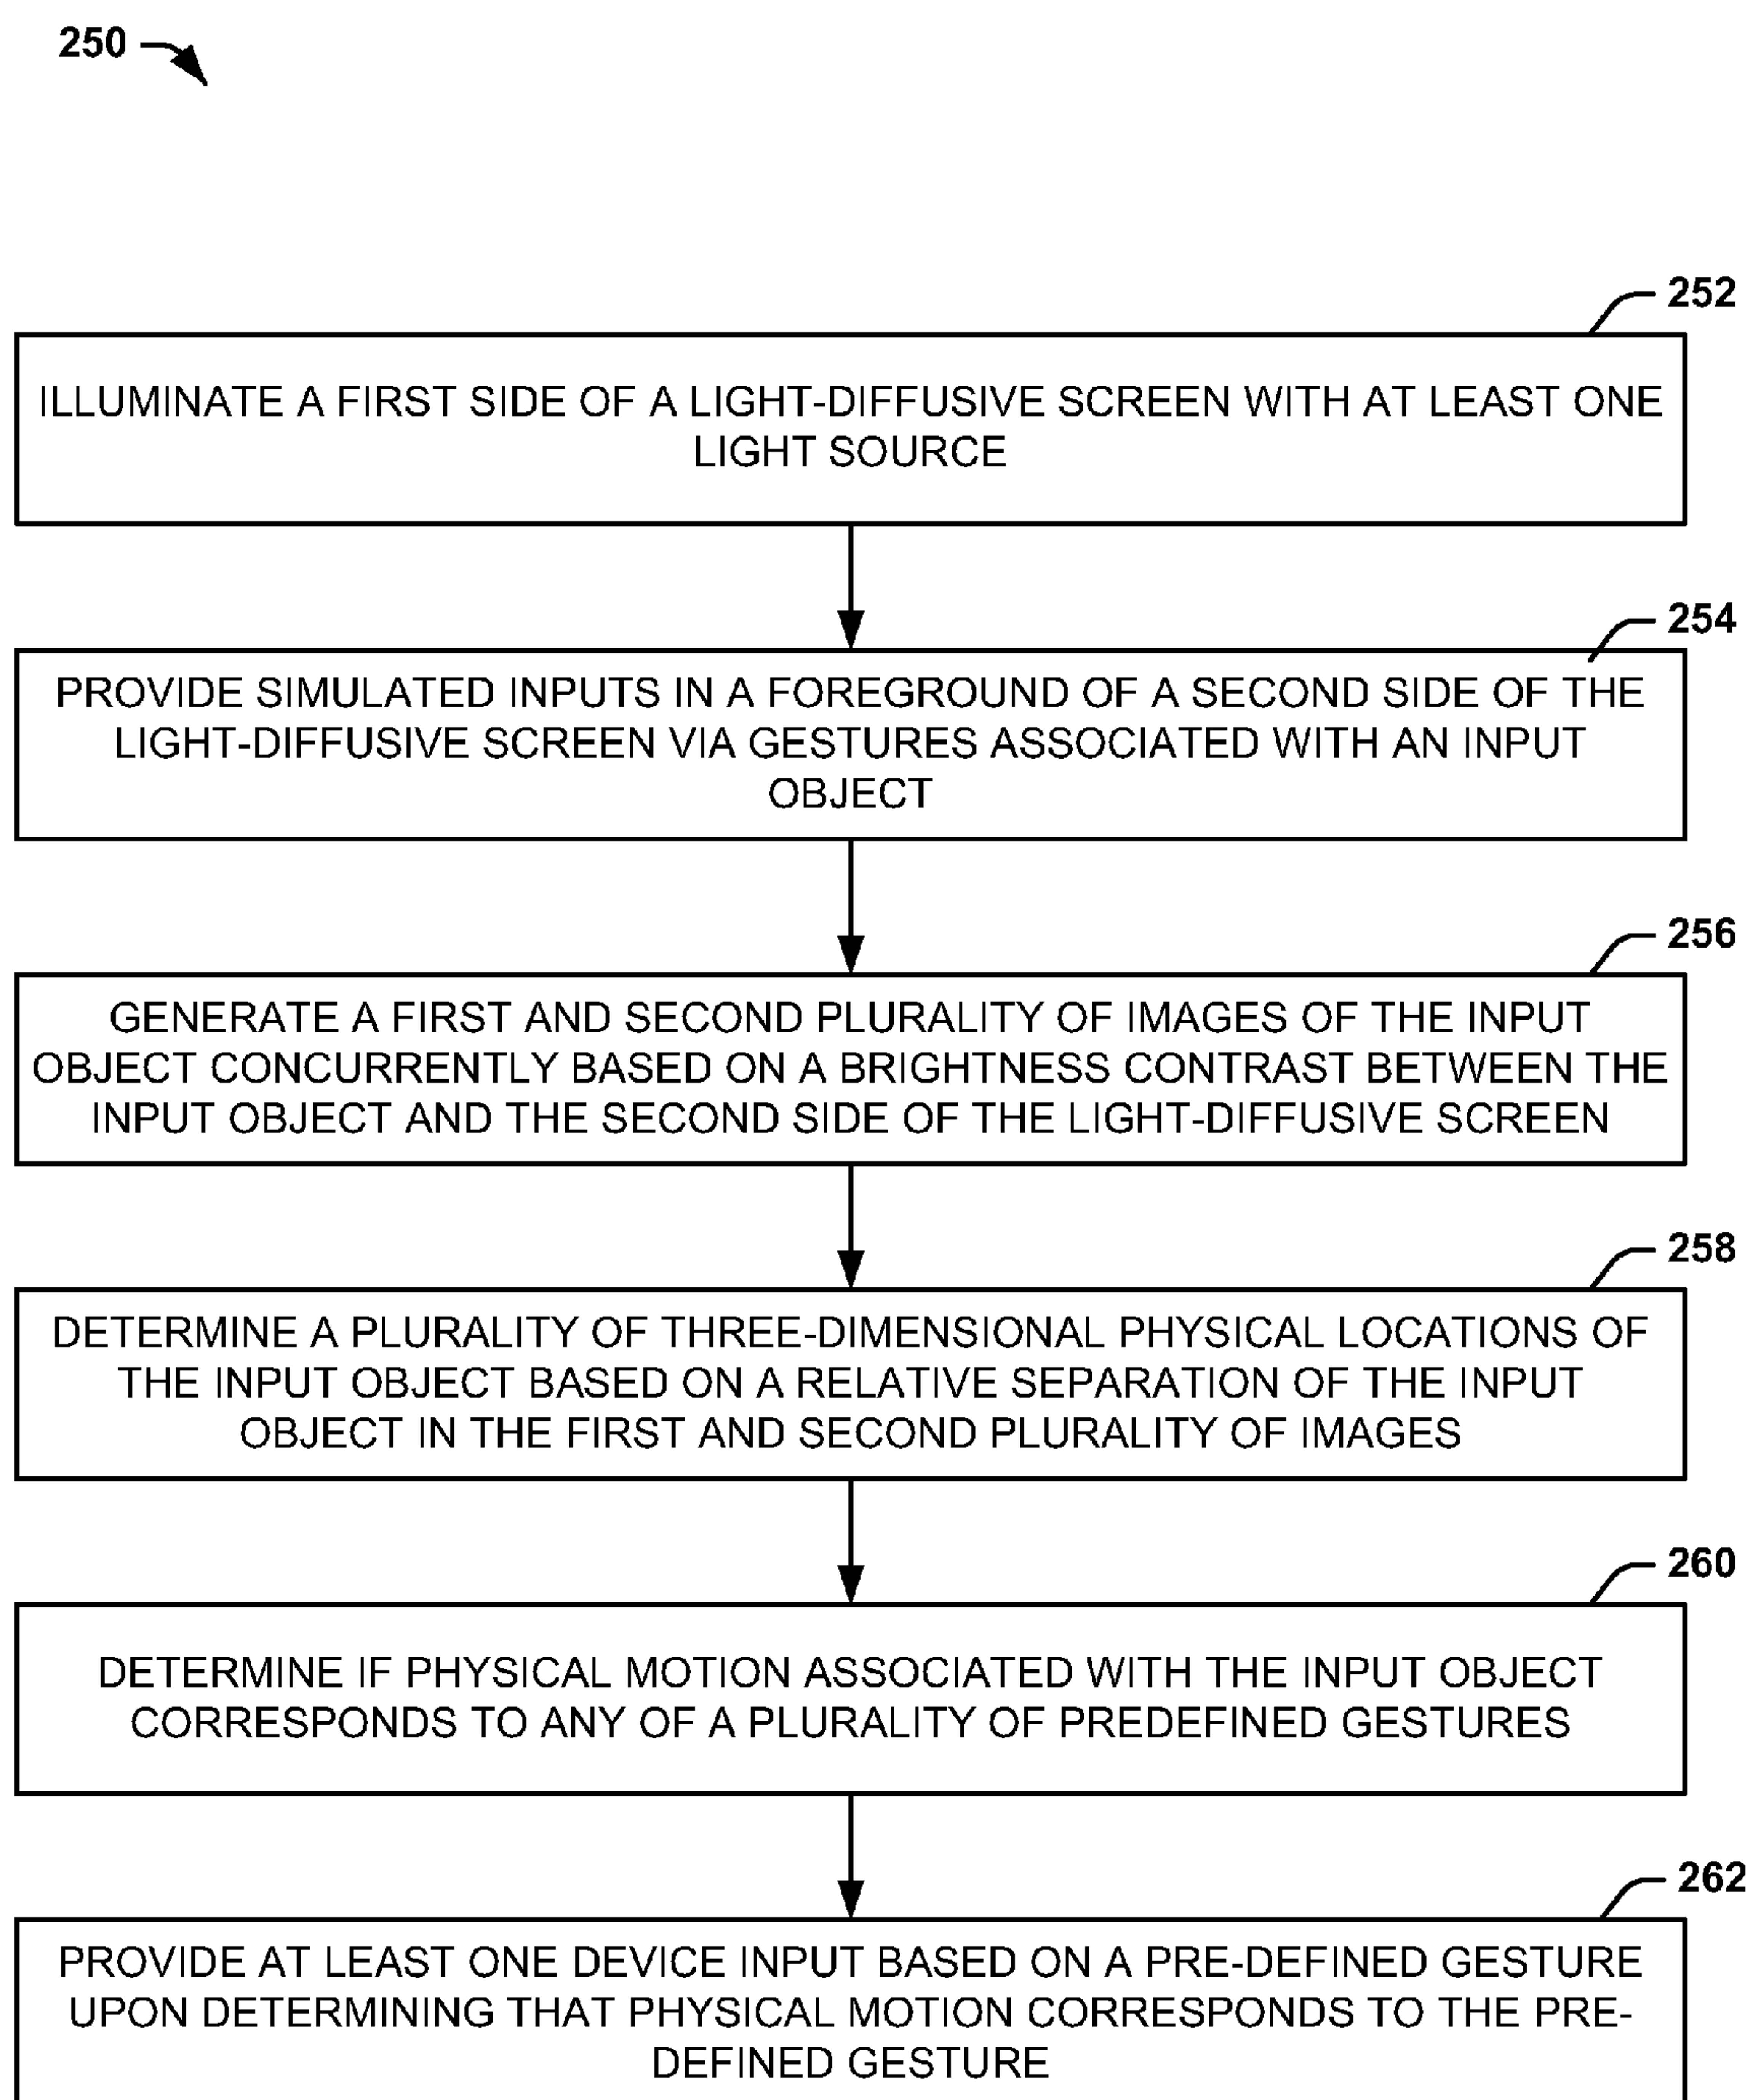 250
252
ILLUMINATE A FIRST SIDE OF A LIGHT-DIFFUSIVE SCREEN WITH AT LEAST ONE
LIGHT SOURCE
254
PROVIDE SIMULATED INPUTS IN A FOREGROUND OF A SECOND SIDE OF THE
LIGHT-DIFFUSIVE SCREEN VIA GESTURES ASSOCIATED WITH AN INPUT
OBJECT
256
GENERATE A FIRST AND SECOND PLURALITY OF IMAGES OF THE INPUT
OBJECT CONCURRENTLY BASED ON A BRIGHTNESS CONTRAST BETWEEN THE
INPUT OBJECT AND THE SECOND SIDE OF THE LIGHT-DIFFUSIVE SCREEN
258
DETERMINE A PLURALITY OF THREE-DIMENSIONAL PHYSICAL LOCATIONS OF
THE INPUT OBJECT BASED ON A RELATIVE SEPARATION OF THE INPUT
OBJECT IN THE FIRST AND SECOND PLURALITY OF IMAGES
260
DETERMINE IF PHYSICAL MOTION ASSOCIATED WITH THE INPUT OBJECT
CORRESPONDS TO ANY OF A PLURALITY OF PREDEFINED GESTURES
262
PROVIDE AT LEAST ONE DEVICE INPUT BASED ON A PRE-DEFINED GESTURE
UPON DETERMINING THAT PHYSICAL MOTION CORRESPONDS TO THE PRE-
DEFINED GESTURE